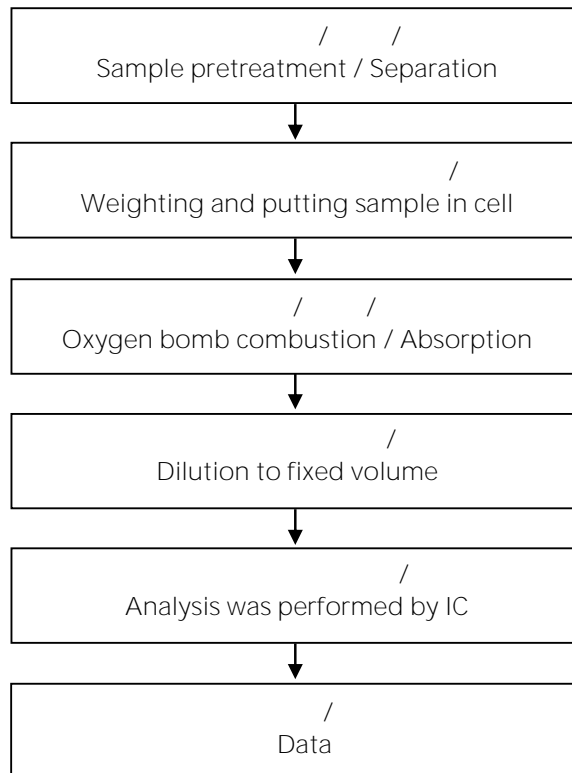 / /
Sample pretreatment / Separation
/
Weighting and putting sample in cell
/ /
Oxygen bomb combustion / Absorption
/
Dilution to fixed volume
/
Analysis was performed by IC
/
Data